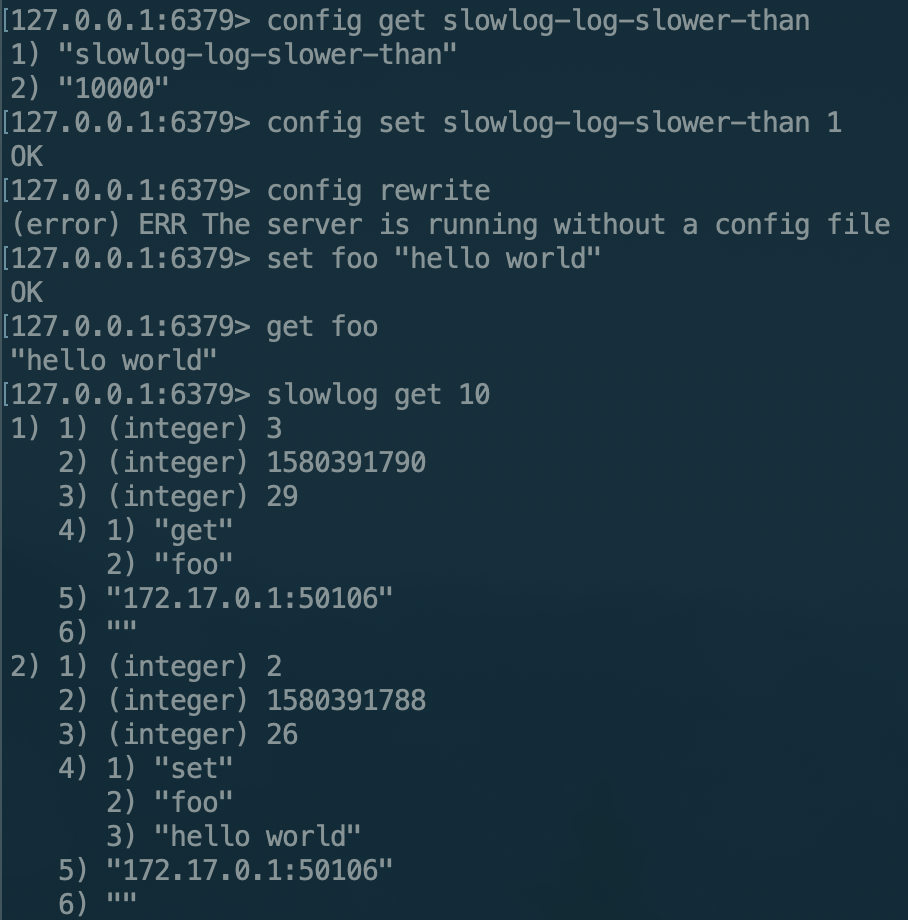 [127.0.0.1:6379> config get slowlog-log-slower-than
1) "slowlog-log-slower-than"
2) "10000"
[127.0.0.1:6379> config set slowlog-log-slower-than 1
OK
[127.0.0.1:6379> config rewrite
(error) ERR The server is running without a config file
[127.0.0.1:6379> set foo "hello world"
OK
[127.0.0.1:6379> get foo
"hello world"
[127.0.0.1:6379> slowlog get 10
1) 1) (integer) 3
   2) (integer) 1580391790
   3) (integer) 29
   4) 1) "get"
      2) "foo"
   5) "172.17.0.1:50106"
   6) ""
2) 1) (integer) 2
   2) (integer) 1580391788
   3) (integer) 26
   4) 1) "set"
      2) "foo"
      3) "hello world"
   5) "172.17.0.1:50106"
   6) ""